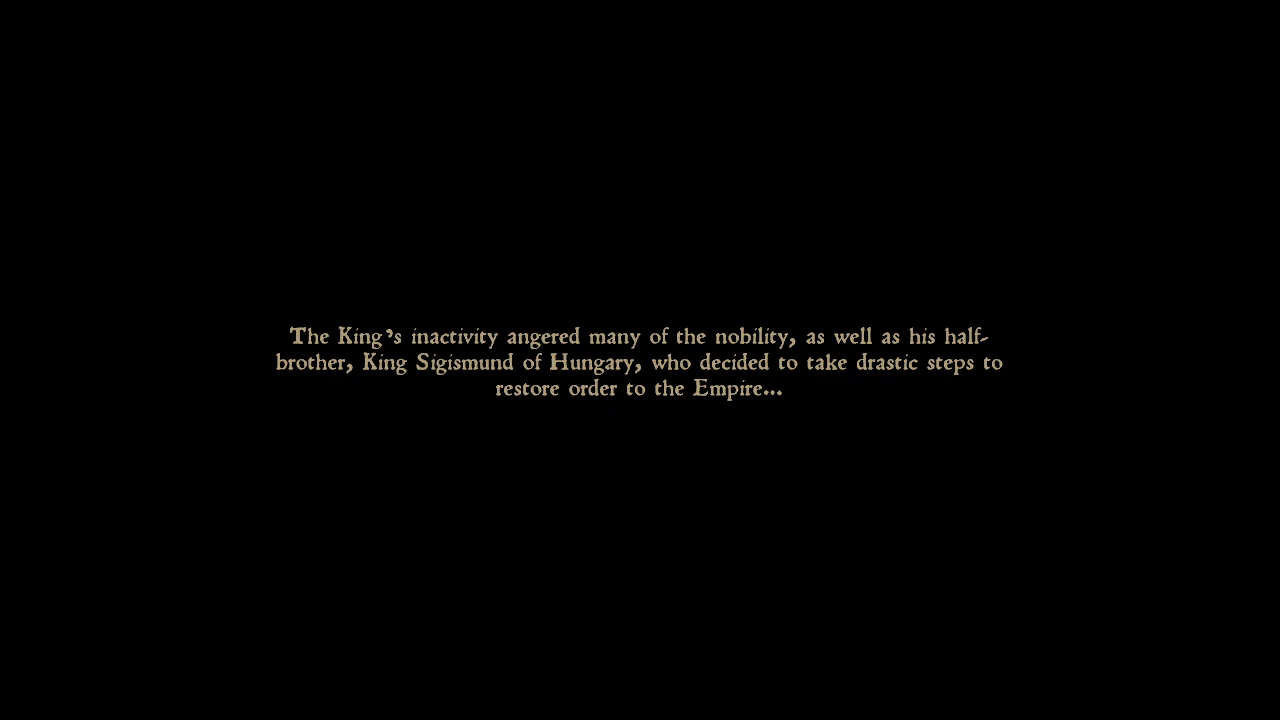 The King's inactivity angered many of the nobility, as well as his half-
brother, King Sigismund of Hungary, who decided to take drastic steps to
restore order to the Empire...